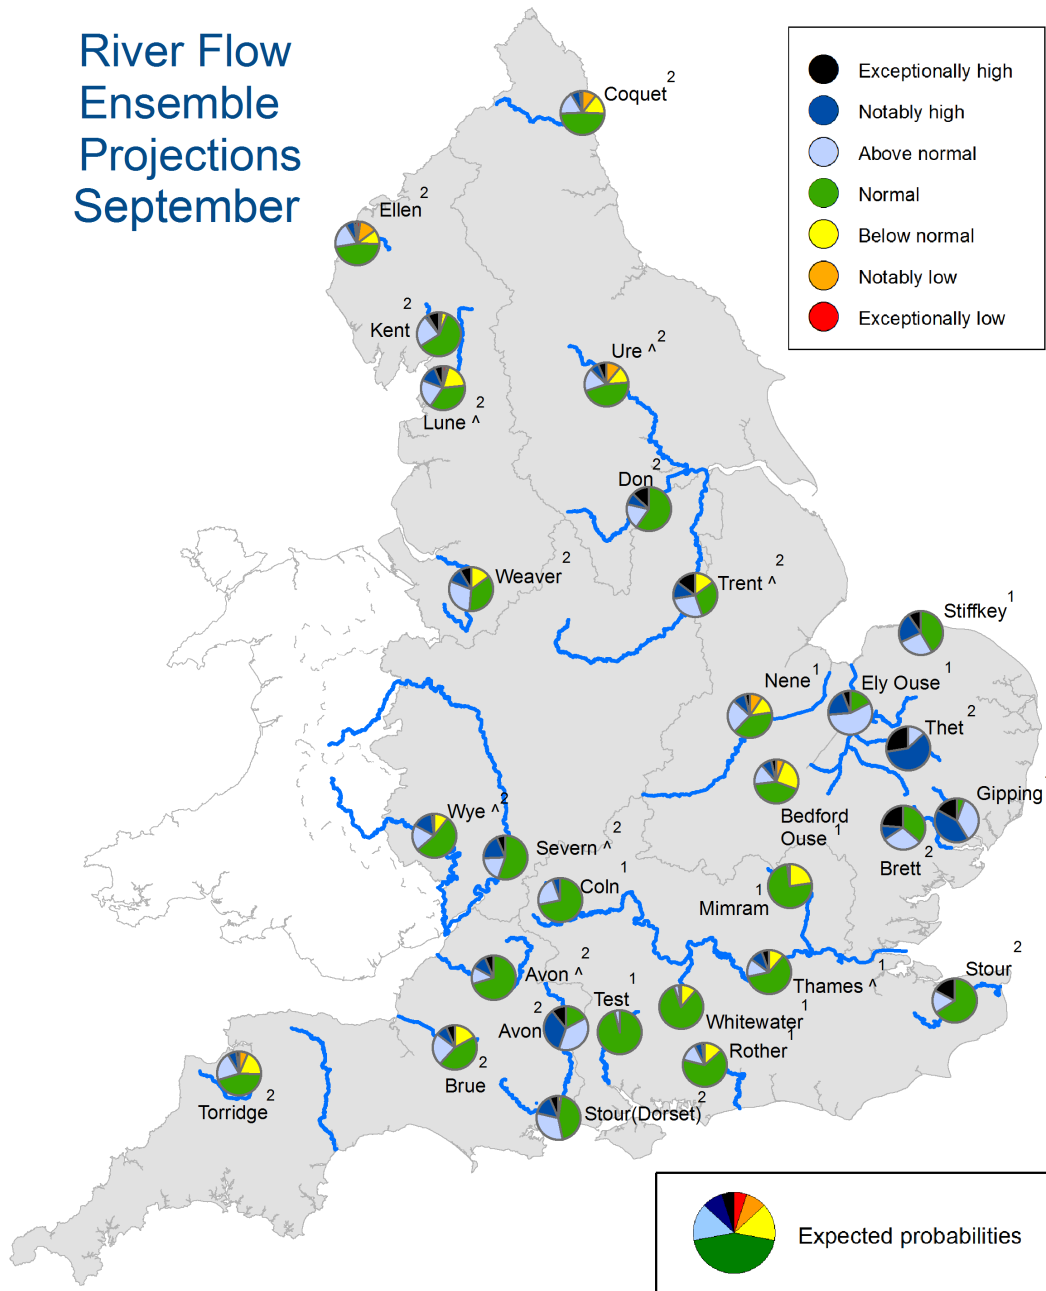 River Flow
Ensemble
Projections
September
Exceptionally high
Notably high
Above normal
Normal
Below normal
Notably low
Exceptionally low
Coquet 2
Ellen 2
Kent 2
Ure ^ 2
Lune ^ 2
Don 2
Weaver 2
Trent ^ 2
Stiffkey 1
Nene 1
Ely Ouse 1
Thet 2
Gipping
Wye ^ 2
Bedford
Ouse 1
Severn ^ 2
Brett 2
Coln 1
Mimram 1
Avon ^ 2
Test 1
Thames ^ 1
Stour 2
Avon 2
Whitewater 1
Rother 1
Brue 2
Torridge 2
Stour(Dorset) 2
Expected probabilities